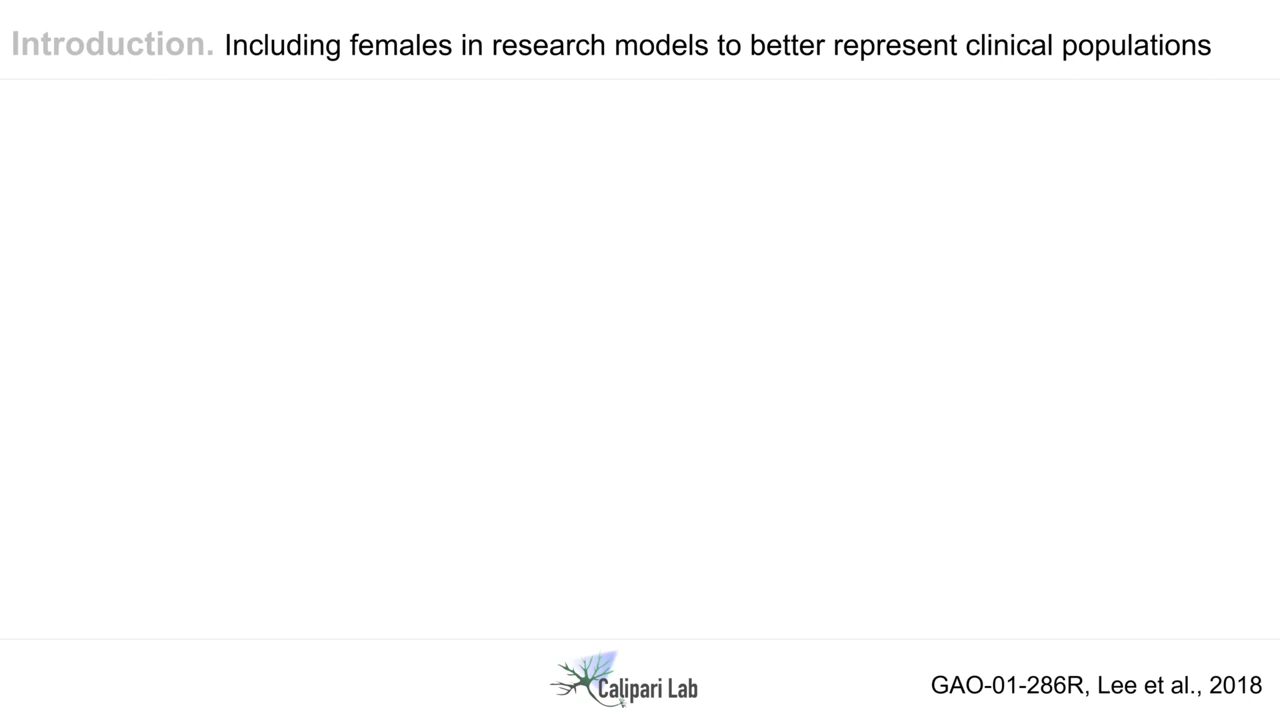 Introduction. Including females in research models to better represent clinical populations
Calipari Lab
GAO-01-286R, Lee et al., 2018